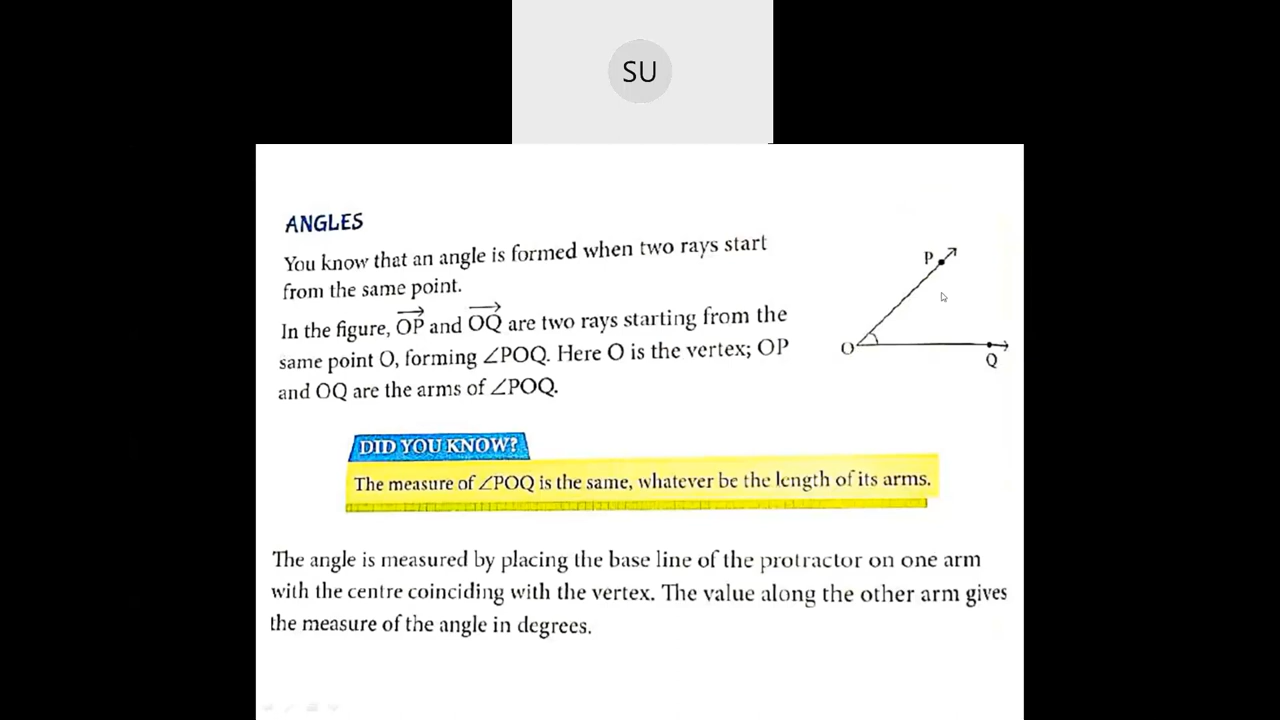 SU
ANGLES
You know that an angle is formed when two rays start
from the same point.
In the figure, OP and OQ are two rays starting from the
same point O, forming ∠POQ. Here O is the vertex; OP
and OQ are the arms of ∠POQ.
P
O
Q
DID YOU KNOW?
The measure of ∠POQ is the same, whatever be the length of its arms.
The angle is measured by placing the base line of the protractor on one arm
with the centre coinciding with the vertex. The value along the other arm gives
the measure of the angle in degrees.